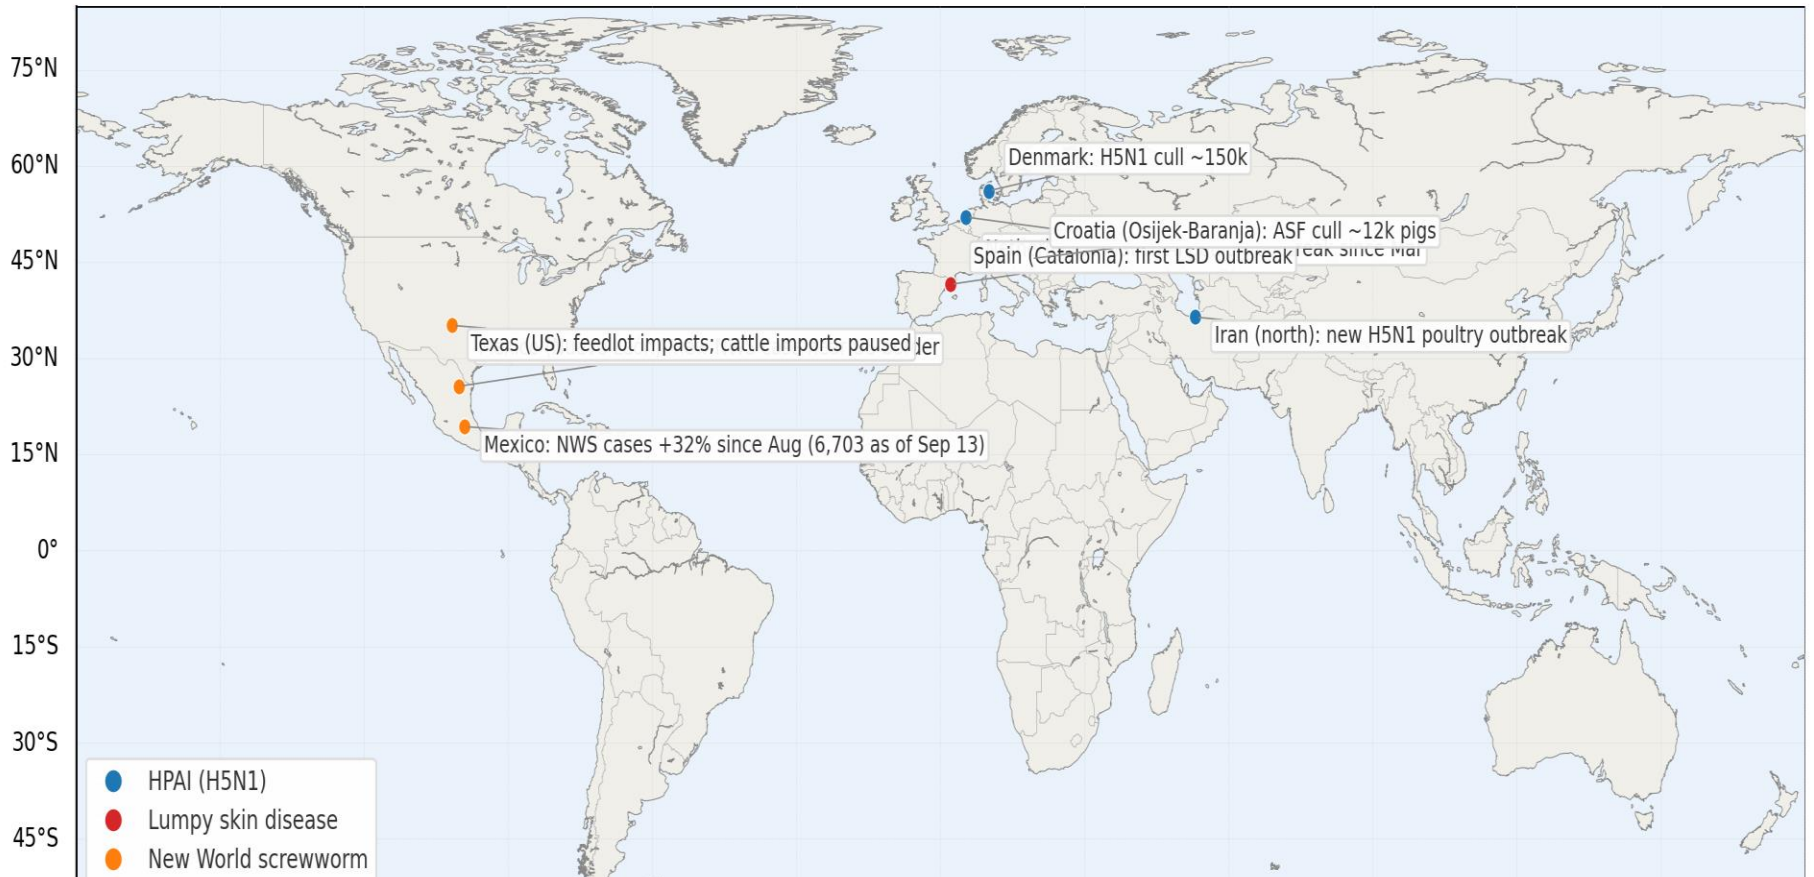 75°N
60°N
45°N
30°N
15°N
0°
15°S
30°S
45°S
Denmark: H5N1 cull ~150k
Croatia (Osijek-Baranja): ASF cull ~12k pigs
since Mar
Spain (Catalonia): first LSD outbreak
Iran (north): new H5N1 poultry outbreak
Texas (US): feedlot impacts; cattle imports paused
Mexico: NWS cases +32% since Aug (6,703 as of Sep 13)
HPAI (H5N1)
Lumpy skin disease
New World screwworm